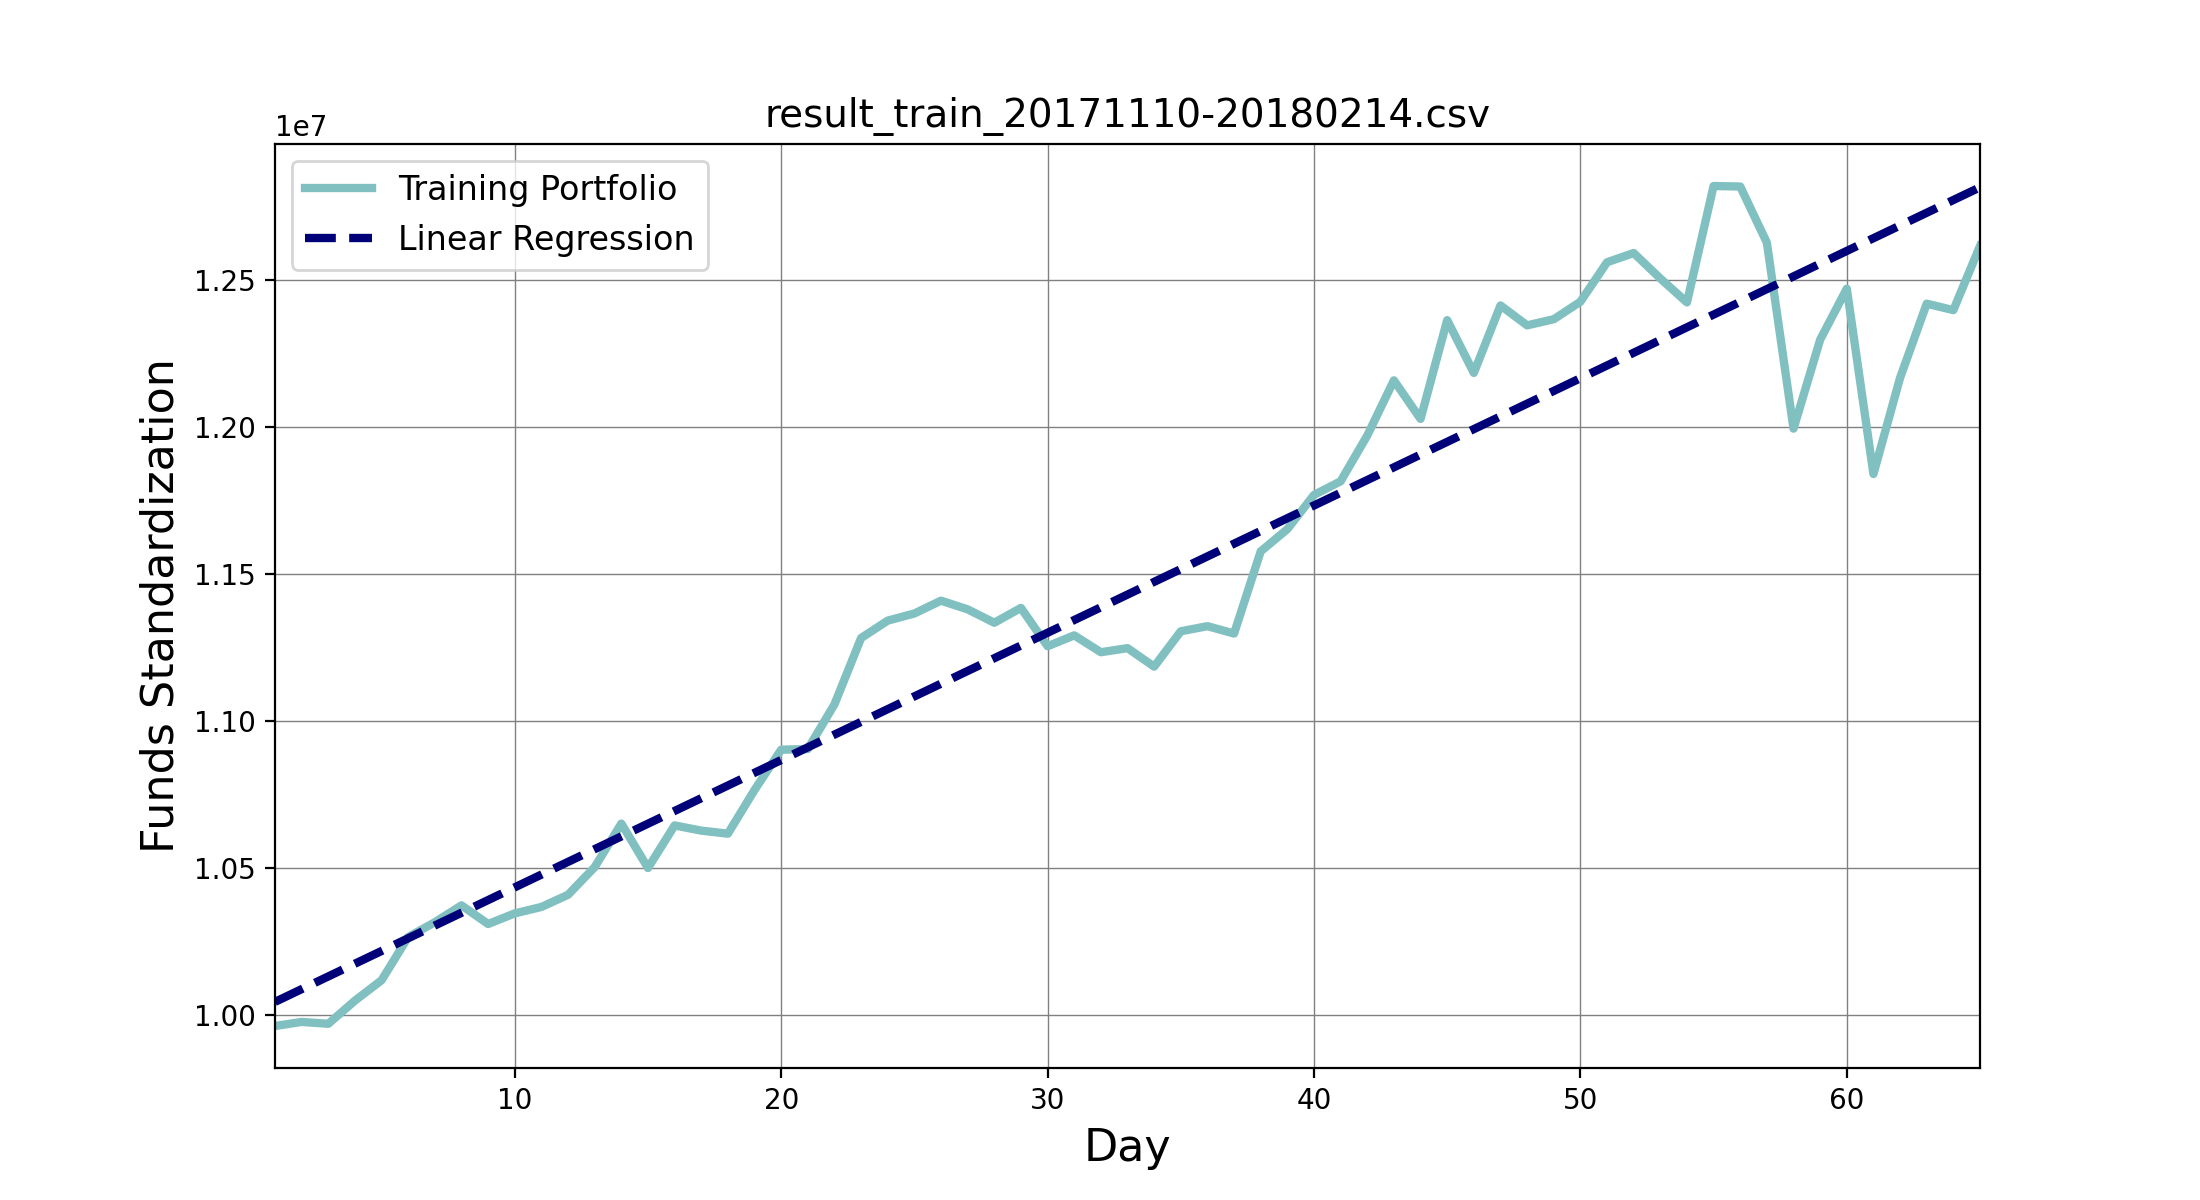 result_train_20171110-20180214.csv
1e7
Training Portfolio
Linear Regression
1.25
1.20
1.15
1.10
1.05
1.00
Funds Standardization
10 20 30 40 50 60
Day